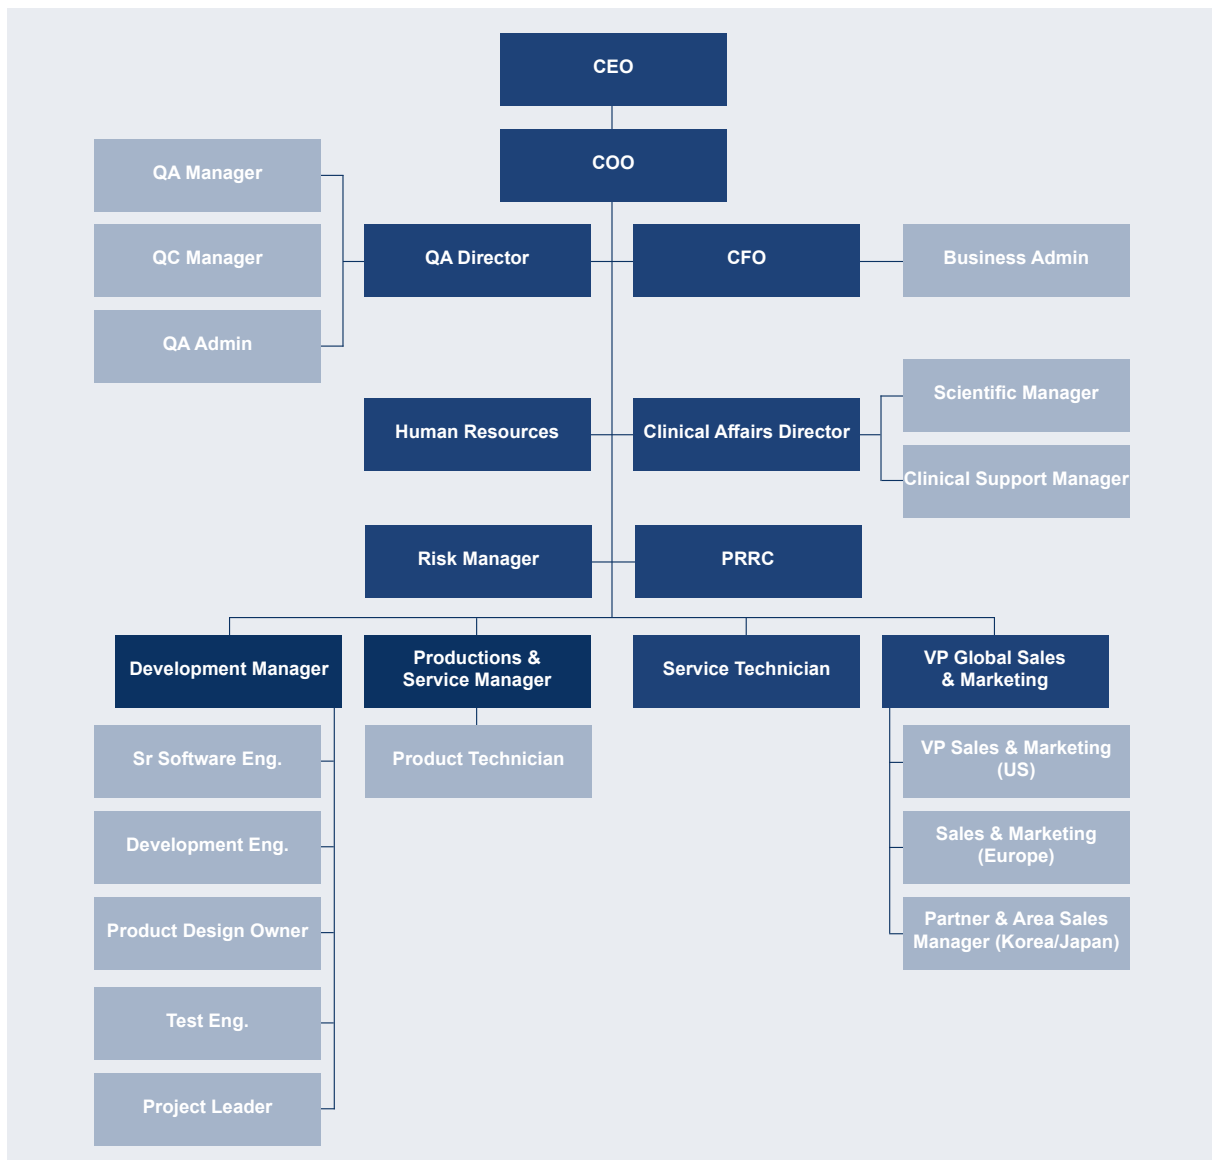 CEO
COO
QA Manager
QC Manager
QA Director
CFO
Business Admin
QA Admin
Scientific Manager
Human Resources
Clinical Affairs Director
Clinical Support Manager
Risk Manager
PRRC
Development Manager
Productions &
Service Manager
Service Technician
VP Global Sales
& Marketing
Sr Software Eng.
Product Technician
VP Sales & Marketing
(US)
Development Eng.
Sales & Marketing
(Europe)
Product Design Owner
Partner & Area Sales
Manager (Korea/Japan)
Test Eng.
Project Leader